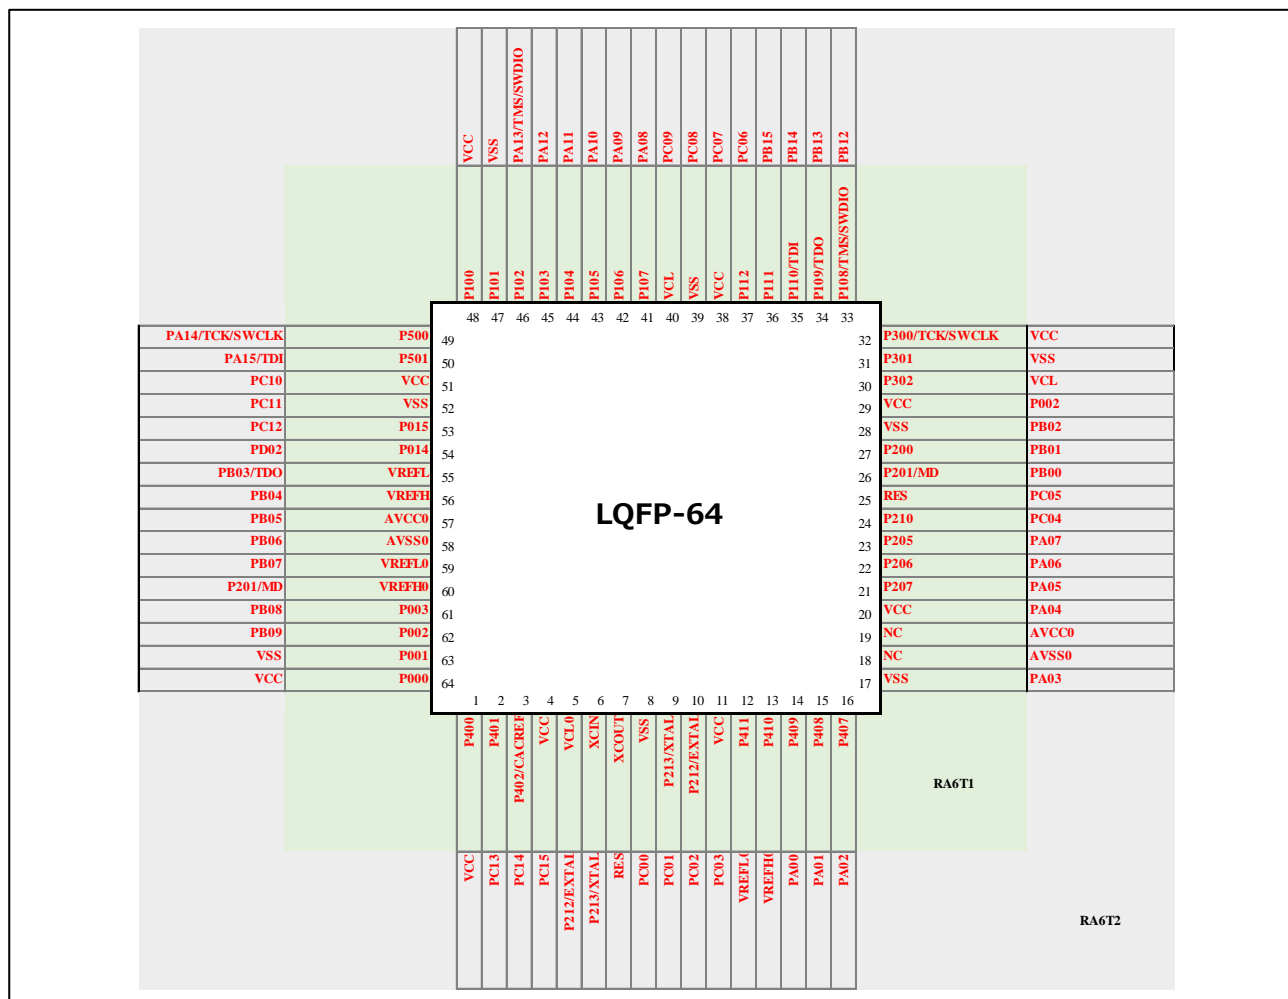 VCC VSS PA13/TMS/SWDIO PA12 PA11 PA10 PA09 PA08 PC09 PC08 PC07 PC06 PB15 PB14 PB13 PB12
P100 P101 P102 P103 P104 P105 P106 P107 VCL VSS VCC P112 P111 P110/TDI P109/TDO P108/TMS/SWDIO
48 47 46 45 44 43 42 41 40 39 38 37 36 35 34 33
PA14/TCK/SWCLK P500 49 32 P300/TCK/SWCLK VCC
PA15/TDI P501 50 31 P301 VSS
PC10 VCC 51 30 P302 VCL
PC11 VSS 52 29 VCC P002
PC12 P015 53 28 VSS PB02
PD02 P014 54 27 P200 PB01
PB03/TDO VREFL 55 26 P201/MD PB00
PB04 VREFH 56 25 RES PC05
LQFP-64
PB05 AVCC0 57 24 P210 PC04
PB06 AVSS0 58 23 P205 PA07
PB07 VREFL0 59 22 P206 PA06
P201/MD VREFH0 60 21 P207 PA05
PB08 P003 61 20 VCC PA04
PB09 P002 62 19 NC AVCC0
VSS P001 63 18 NC AVSS0
VCC P000 64 17 VSS PA03
1 2 3 4 5 6 7 8 9 10 11 12 13 14 15 16
P400 P401 P402/CACREF VCC VCL0 XCIN XCOUT VSS P213/XTAL P212/EXTAL VCC P411 P410 P409 P408 P407
RA6T1
VCC PC13 PC14 PC15 P212/EXTAL P213/XTAL RES PC00 PC01 PC02 PC03 VREFL0 VREFH0 PA00 PA01 PA02
RA6T2